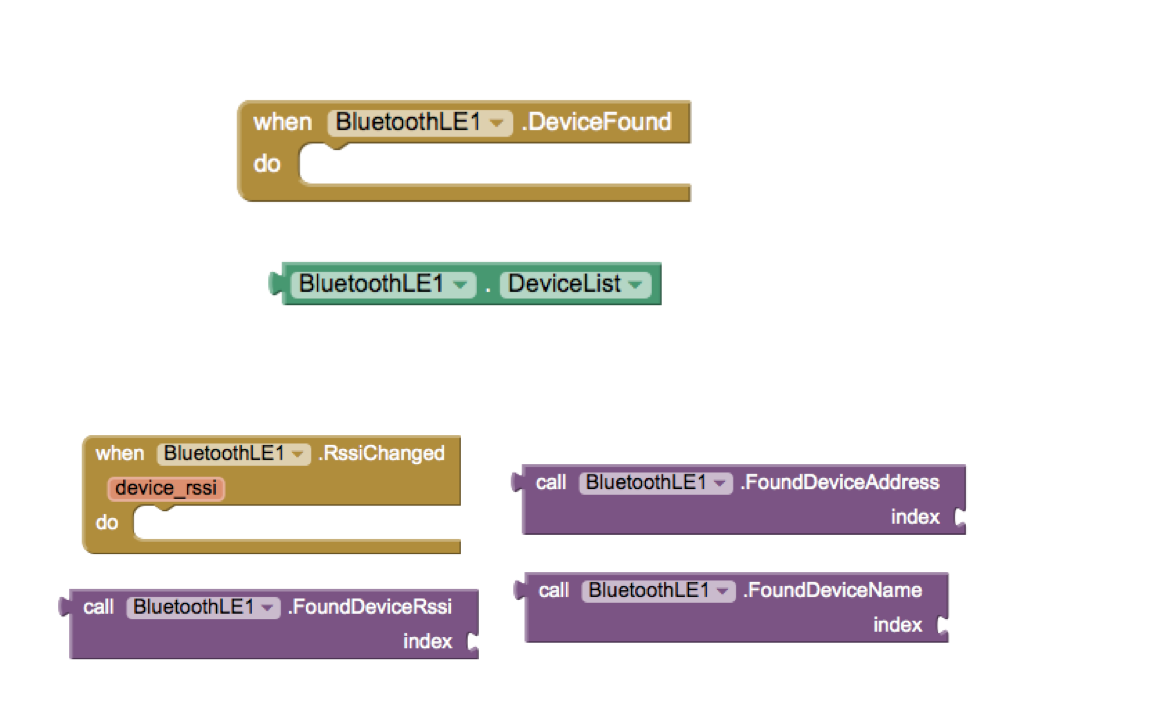 when BluetoothLE1 .DeviceFound
do
BluetoothLE1 . DeviceList
when BluetoothLE1 .RssiChanged
device_rssi
do
call BluetoothLE1 .FoundDeviceAddress
index
call BluetoothLE1 .FoundDeviceRssi
index
call BluetoothLE1 .FoundDeviceName
index